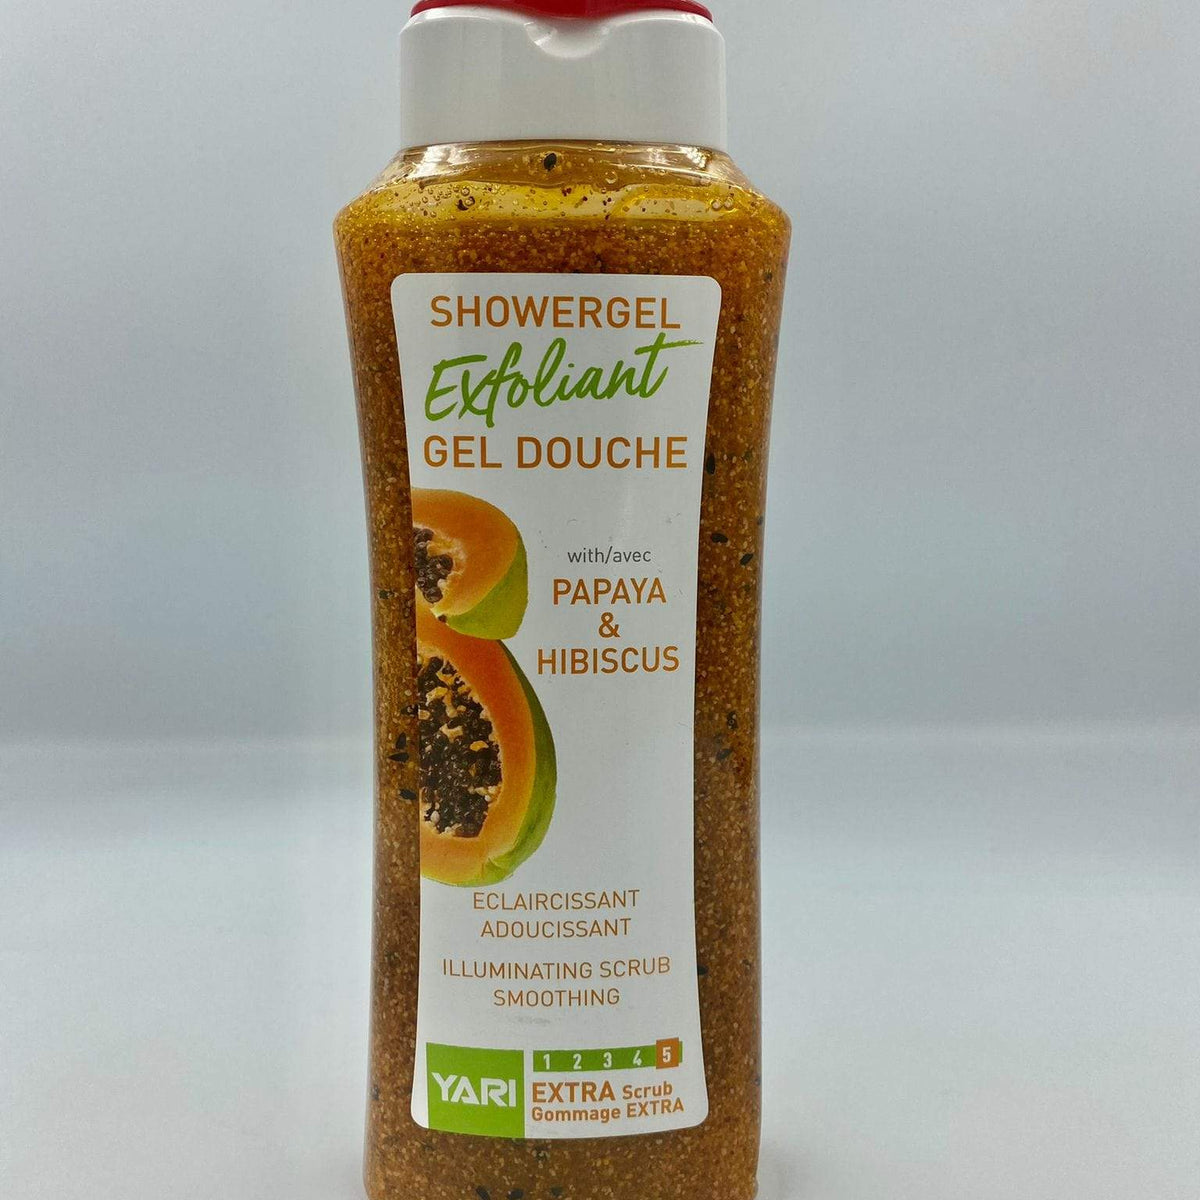 SHOWERGEL
Exfoliant
GEL DOUCHE
with/avec
PAPAYA
&
HIBISCUS
ECLAIRCISSANT
ADOUCISSANT
ILLUMINATING SCRUB
SMOOTHING
YARI
1 2 3 4 5
EXTRA Scrub
Gommage EXTRA